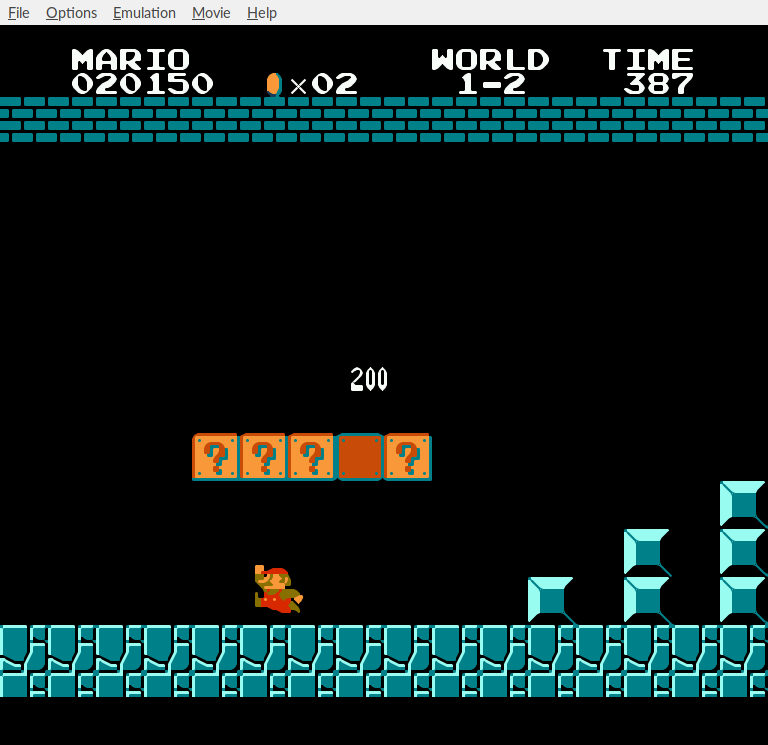 File Options Emulation Movie Help
MARIO WORLD TIME
020150 ×02 1-2 387
200
? ? ? ?